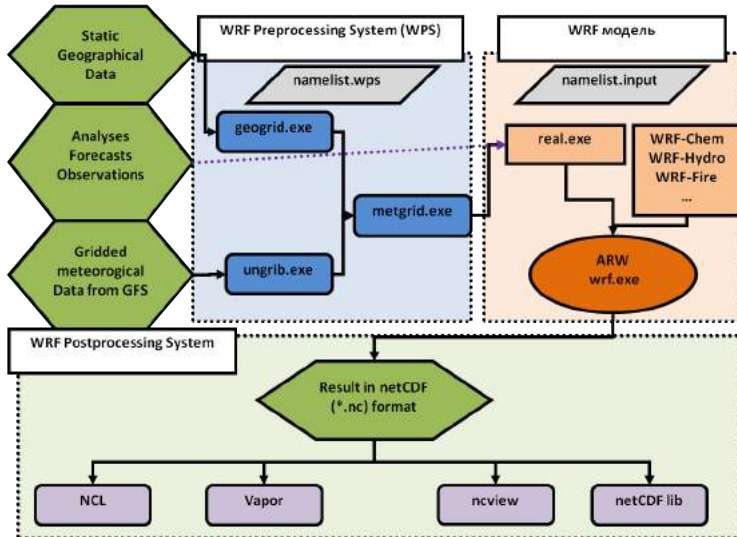 Static
Geographical
Data
WRF Preprocessing System (WPS)
WRF модель
namelist.wps
namelist.input
geogrid.exe
Analyses
Forecasts
Observations
real.exe
WRF-Chem
WRF-Hydro
WRF-Fire
...
metgrid.exe
Gridded
meteorogical
Data from GFS
ungrib.exe
ARW
wrf.exe
WRF Postprocessing System
Result in netCDF
(*.nc) format
NCL
Vapor
ncview
netCDF lib